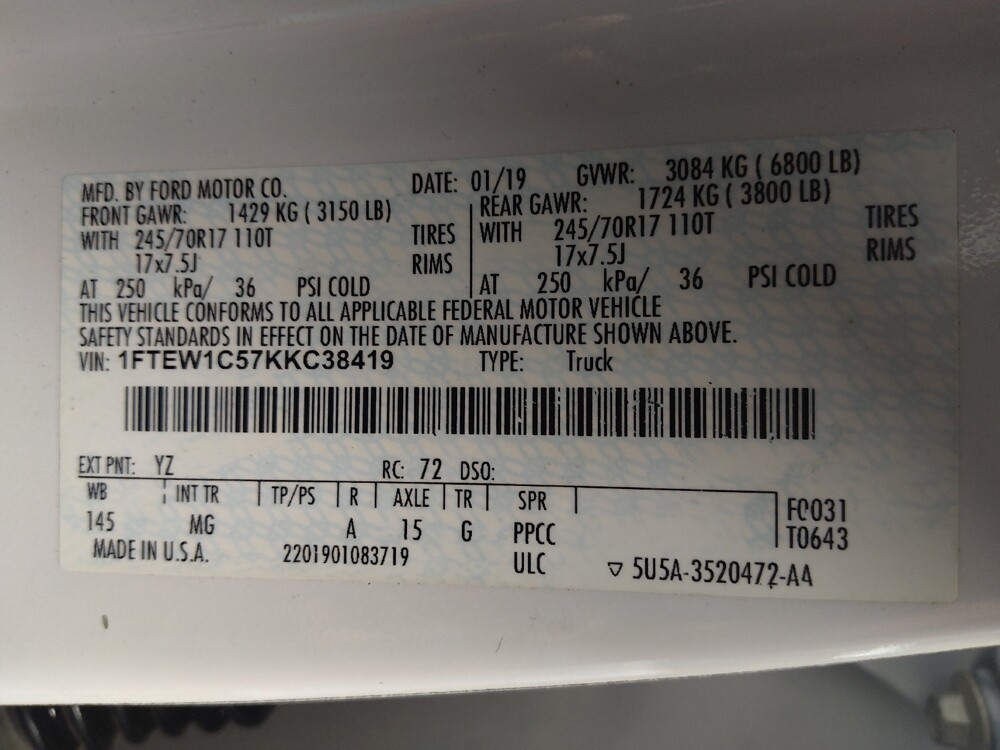 MFD. BY FORD MOTOR CO. DATE: 01/19 GVWR: 3084 KG ( 6800 LB)
FRONT GAWR: 1429 KG ( 3150 LB) REAR GAWR: 1724 KG ( 3800 LB)
WITH 245/70R17 110T TIRES WITH 245/70R17 110T TIRES
17x7.5J RIMS 17x7.5J RIMS
AT 250 kPa/ 36 PSI COLD AT 250 kPa/ 36 PSI COLD
THIS VEHICLE CONFORMS TO ALL APPLICABLE FEDERAL MOTOR VEHICLE
SAFETY STANDARDS IN EFFECT ON THE DATE OF MANUFACTURE SHOWN ABOVE.
VIN: 1FTEW1C57KKC38419 TYPE: Truck
EXT PNT: YZ RC: 72 DSO:
WB INT TR TP/PS R AXLE TR SPR F0031
145 MG A 15 G PPCC T0643
MADE IN U.S.A. 2201901083719 ULC ▽ 5U5A-3520472-AA